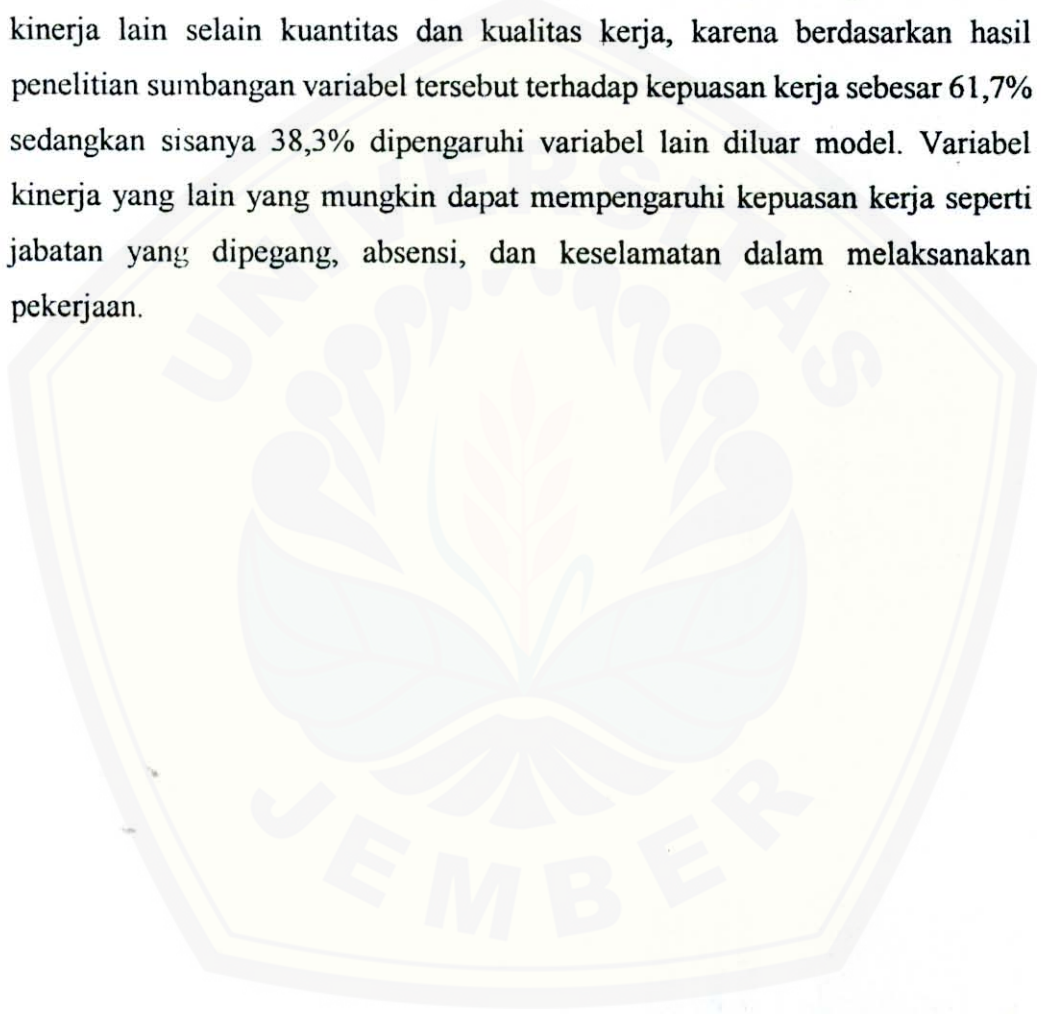 kinerja lain selain kuantitas dan kualitas kerja, karena berdasarkan hasil
penelitian sumbangan variabel tersebut terhadap kepuasan kerja sebesar 61,7%
sedangkan sisanya 38,3% dipengaruhi variabel lain diluar model. Variabel
kinerja yang lain yang mungkin dapat mempengaruhi kepuasan kerja seperti
jabatan yang dipegang, absensi, dan keselamatan dalam melaksanakan
pekerjaan.
UNIVERSITAS
JEMBER